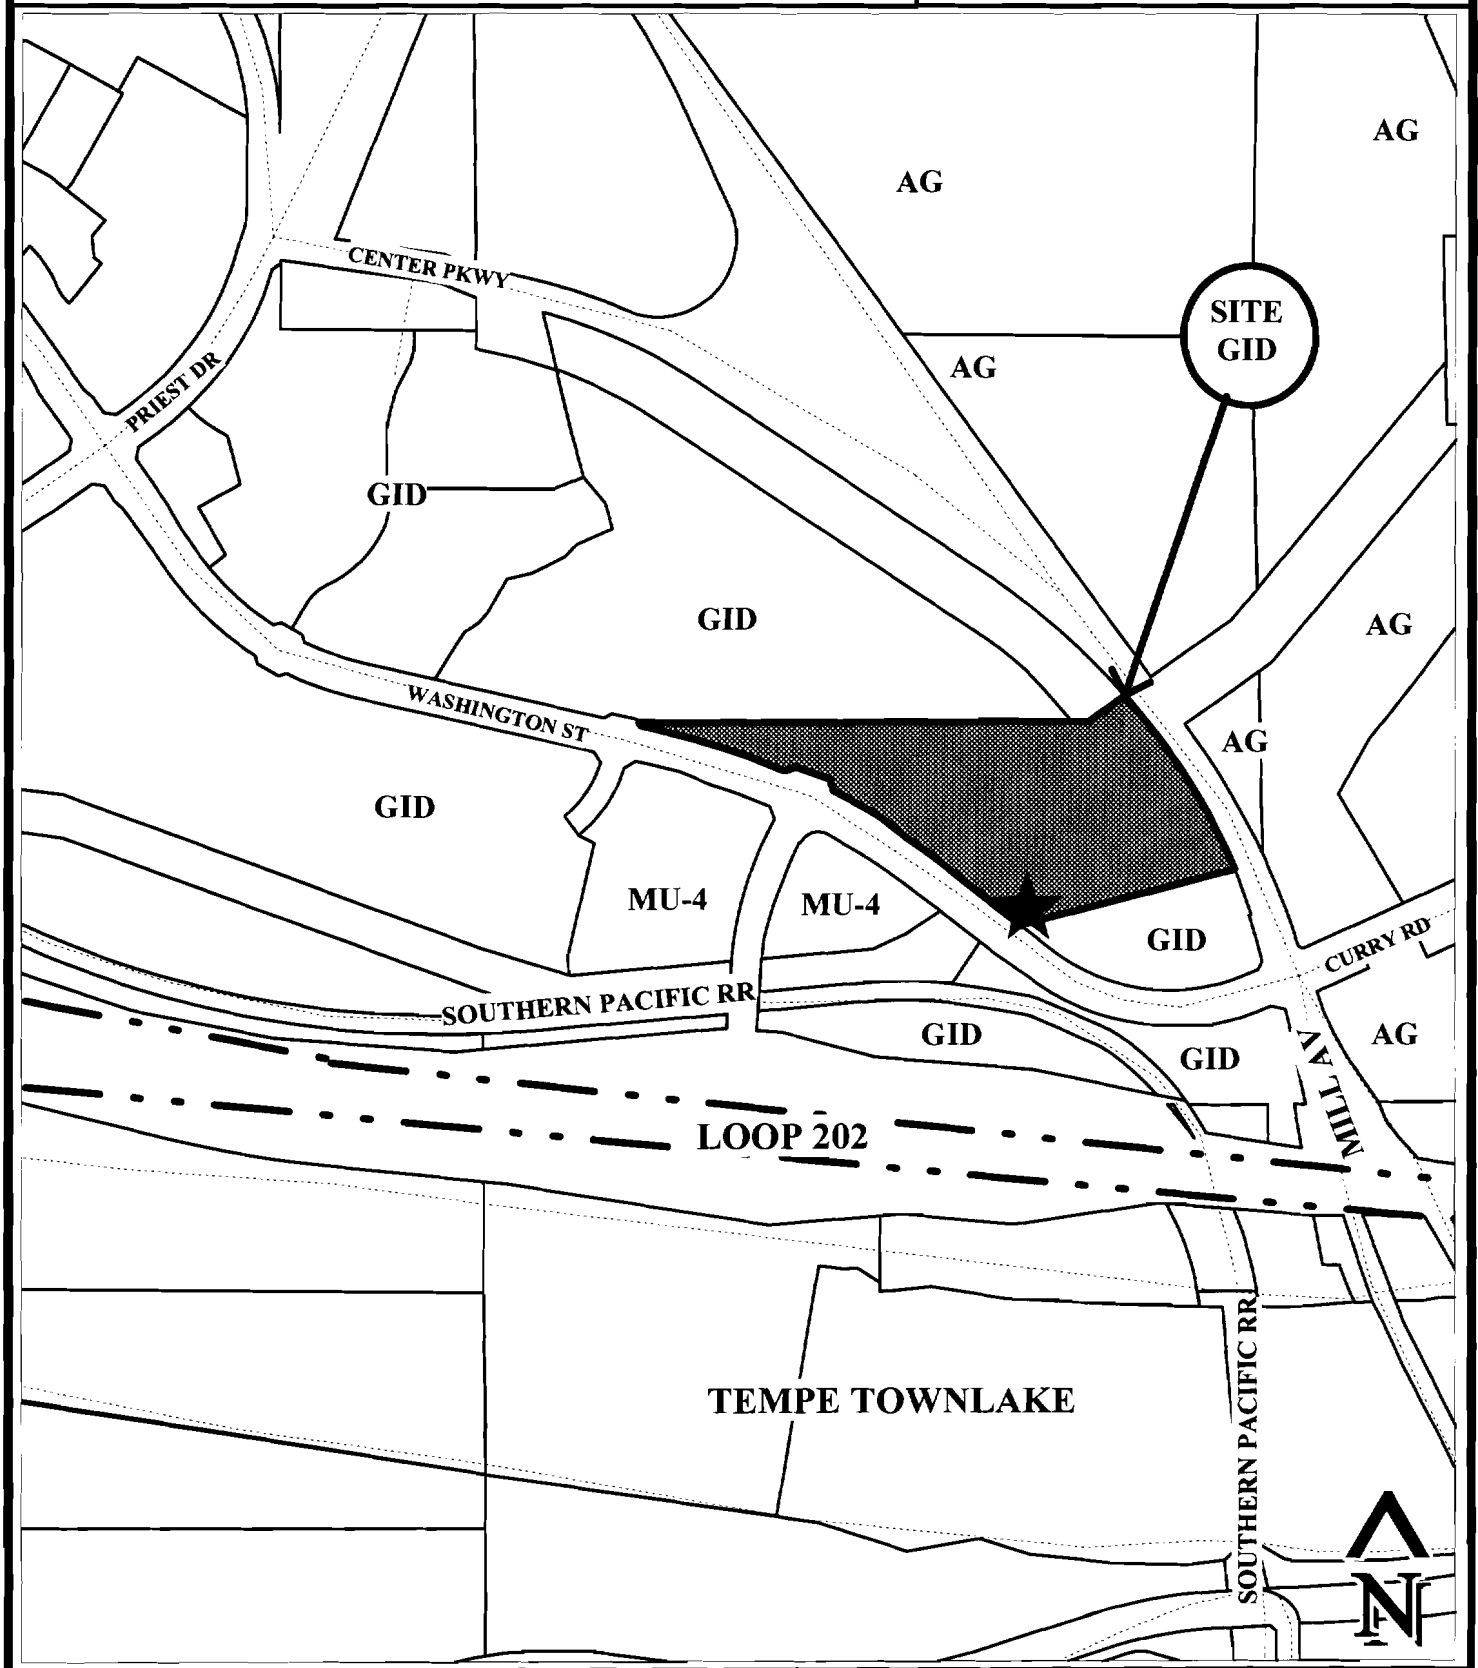 AG
AG
CENTER PKWY
SITE
GID
AG
PRIEST DR
GID
GID
AG
WASHINGTON ST
AG
GID
MU-4
MU-4
GID
CURRY RD
SOUTHERN PACIFIC RR
GID
GID
AG
MILL AV
LOOP 202
TEMPE TOWNLAKE
SOUTHERN PACIFIC RR
N